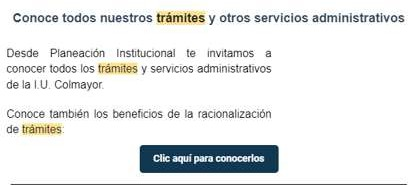 Conoce todos nuestros trámites y otros servicios administrativos
Desde Planeación Institucional te invitamos a
conocer todos los trámites y servicios administrativos
de la I.U. Colmayor.
Conoce también los beneficios de la racionalización
de trámites:
Clic aquí para conocerlos